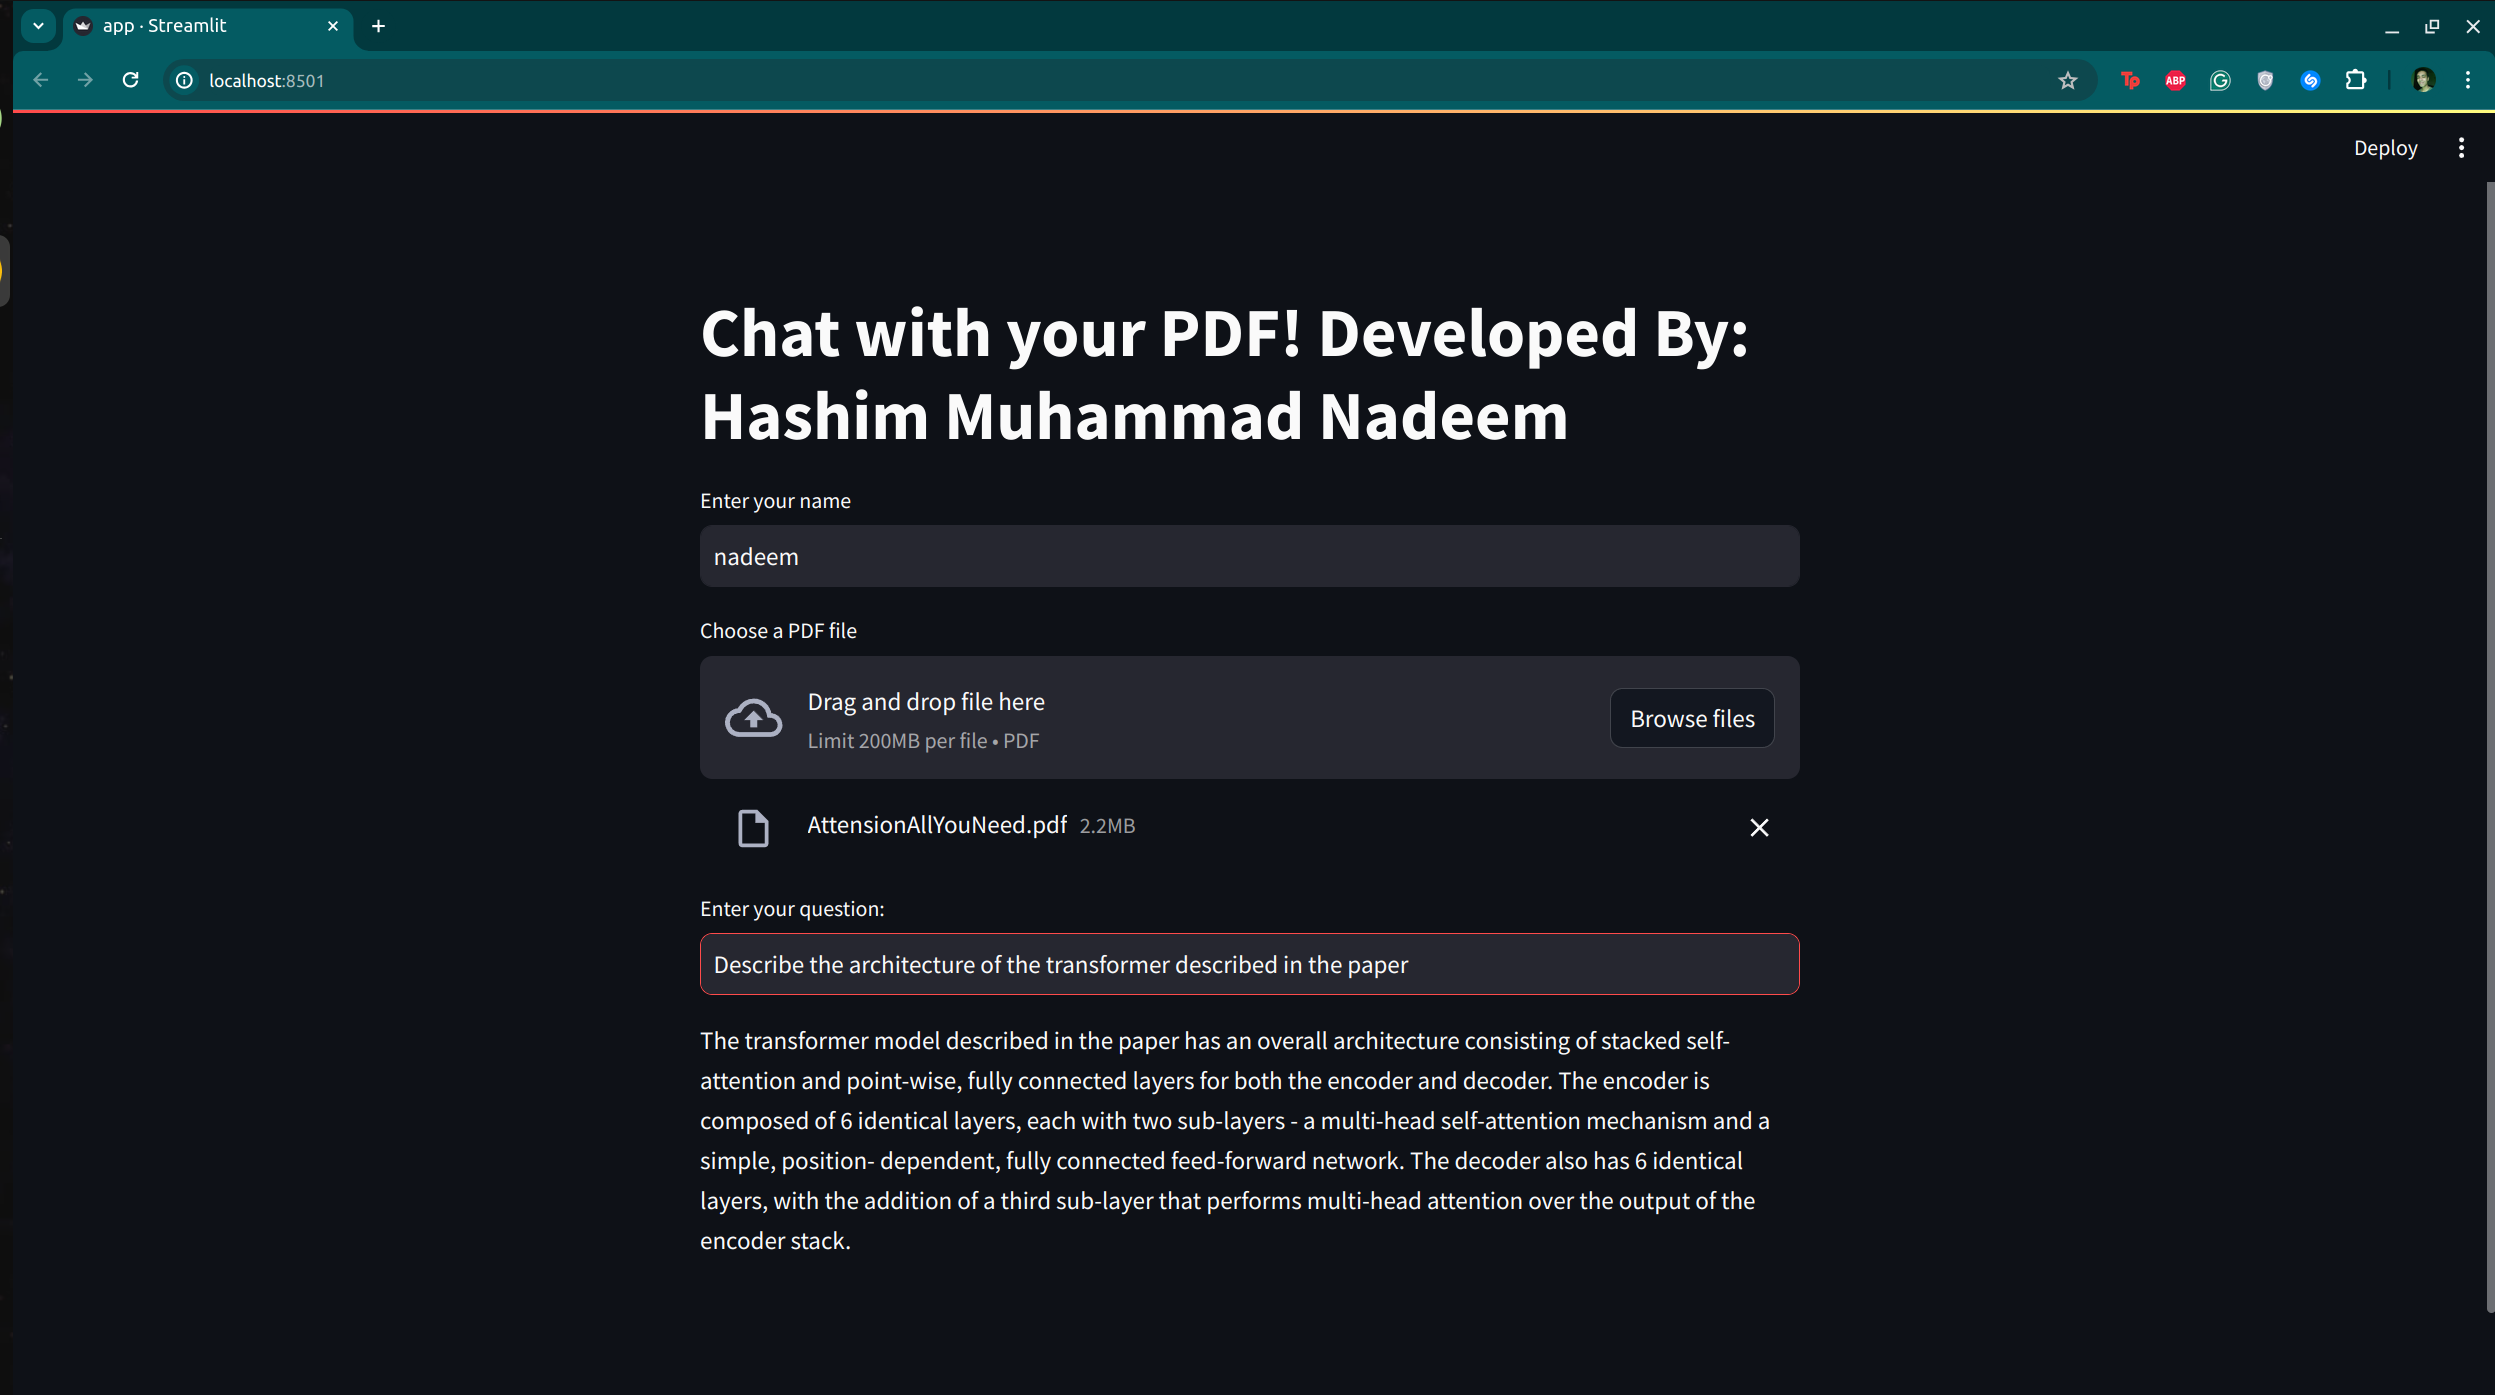 app · Streamlit
localhost:8501
Tp
ABP
Deploy
Chat with your PDF! Developed By:
Hashim Muhammad Nadeem
Enter your name
nadeem
Choose a PDF file
Drag and drop file here
Limit 200MB per file • PDF
Browse files
AttensionAllYouNeed.pdf 2.2MB
Enter your question:
Describe the architecture of the transformer described in the paper
The transformer model described in the paper has an overall architecture consisting of stacked self-
attention and point-wise, fully connected layers for both the encoder and decoder. The encoder is
composed of 6 identical layers, each with two sub-layers - a multi-head self-attention mechanism and a
simple, position- dependent, fully connected feed-forward network. The decoder also has 6 identical
layers, with the addition of a third sub-layer that performs multi-head attention over the output of the
encoder stack.